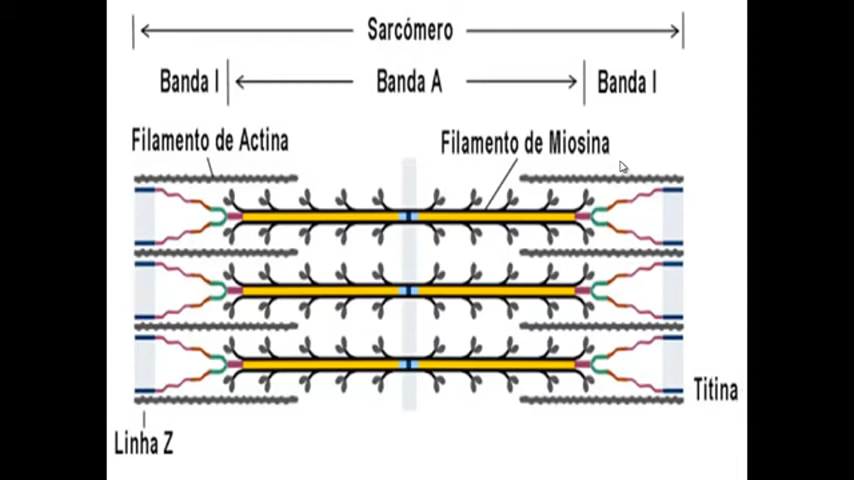 Sarcómero
Banda I
Banda A
Banda I
Filamento de Actina
Filamento de Miosina
Titina
Linha Z